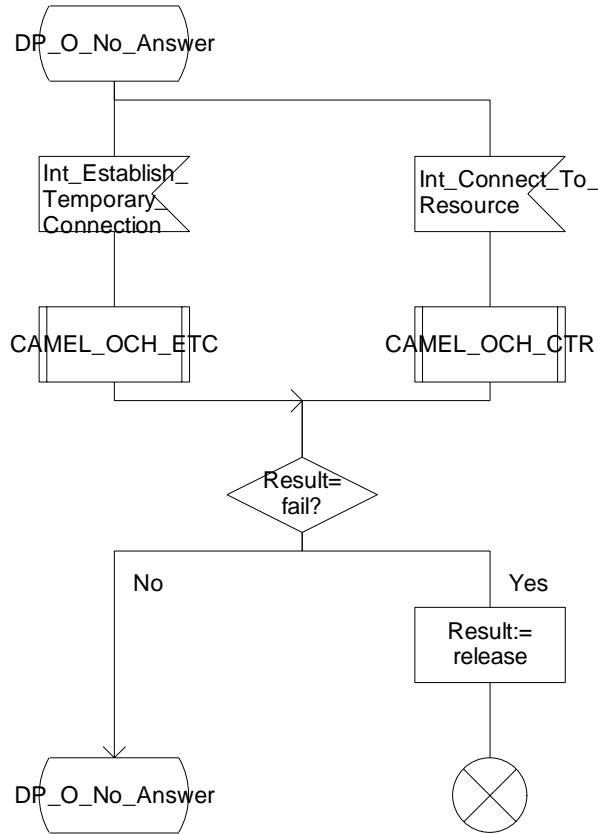 DP_O_No_Answer
Int_Establish_
Temporary_
Connection
Int_Connect_To_
Resource
CAMEL_OCH_ETC
CAMEL_OCH_CTR
Result=
fail?
No
Yes
Result:=
release
DP_O_No_Answer